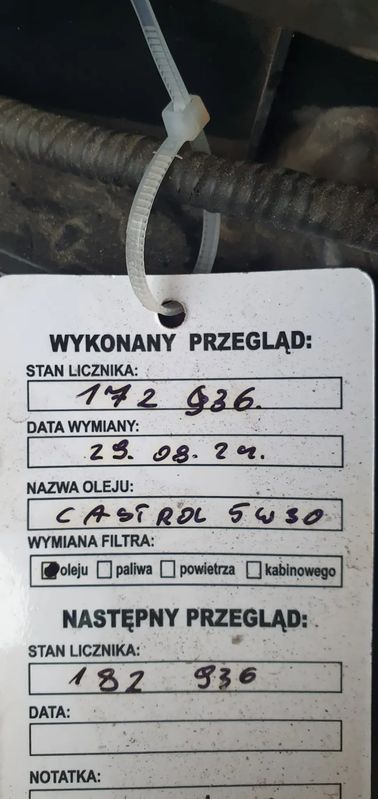 WYKONANY PRZEGLĄD:
STAN LICZNIKA:
172 936.
DATA WYMIANY:
29. 08. 24.
NAZWA OLEJU:
CASTROL 5W30
WYMIANA FILTRA:
oleju paliwa powietrza kabinowego
NASTĘPNY PRZEGLĄD:
STAN LICZNIKA:
182 936
DATA:
NOTATKA: